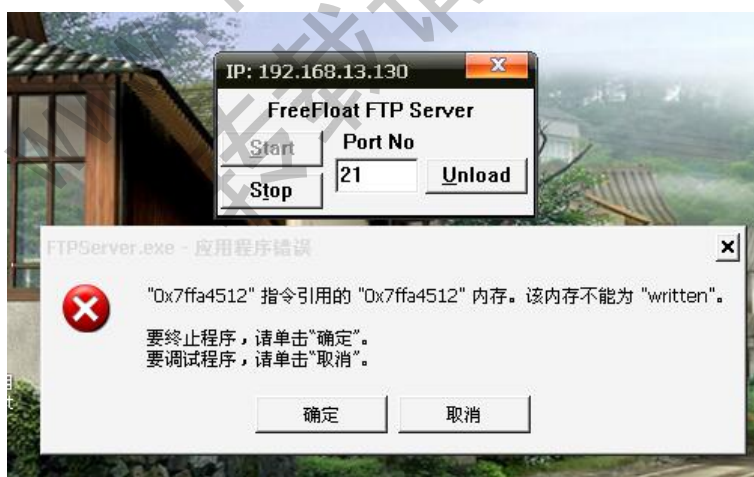 IP: 192.168.13.130
FreeFloat FTP Server
Start
Port No
21
Stop
Unload
FTPServer.exe - 应用程序错误
"0x7ffa4512" 指令引用的 "0x7ffa4512" 内存。该内存不能为 "written"。
要终止程序，请单击“确定”。
要调试程序，请单击“取消”。
确定
取消